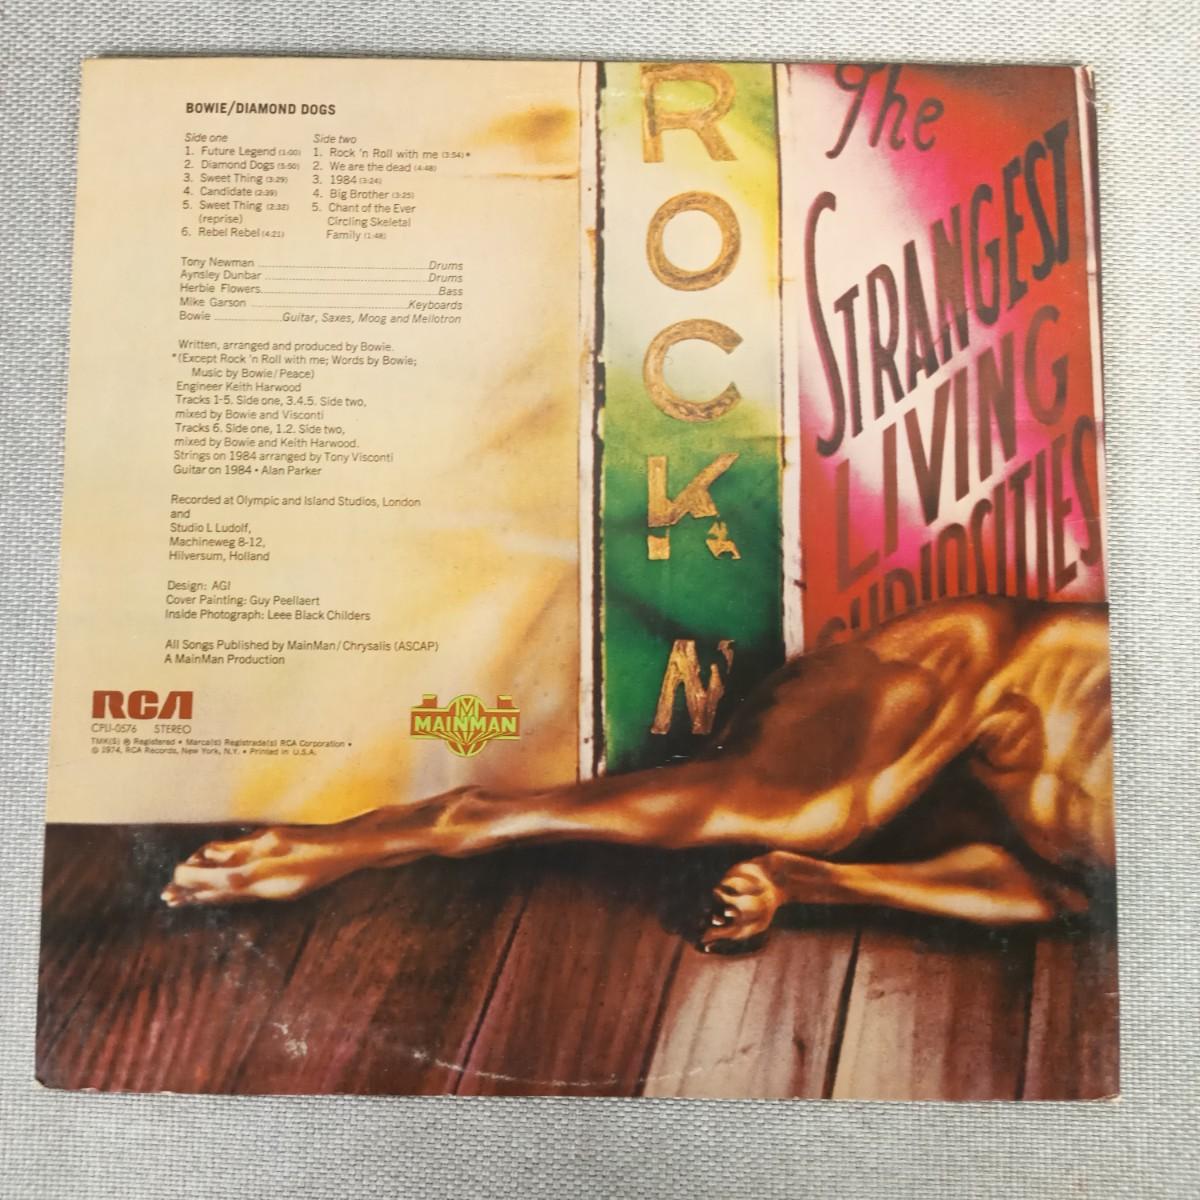 BOWIE/DIAMOND DOGS
Side one
1. Future Legend (1:00)
2. Diamond Dogs (5:50)
3. Sweet Thing (3:29)
4. Candidate (2:39)
5. Sweet Thing (2:32)
(reprise)
6. Rebel Rebel (4:21)
Side two
1. Rock 'n Roll with me (3:54)*
2. We are the dead (4:48)
3. 1984 (3:24)
4. Big Brother (3:25)
5. Chant of the Ever
Circling Skeletal
Family (1:48)
Tony Newman ........ Drums
Aynsley Dunbar ........ Drums
Herbie Flowers ........ Bass
Mike Garson ........ Keyboards
Bowie ........ Guitar, Saxes, Moog and Mellotron
Written, arranged and produced by Bowie.
*(Except Rock 'n Roll with me; Words by Bowie;
Music by Bowie/Peace)
Engineer Keith Harwood
Tracks 1-5. Side one, 3.4.5. Side two,
mixed by Bowie and Visconti
Tracks 6. Side one, 1.2. Side two,
mixed by Bowie and Keith Harwood.
Strings on 1984 arranged by Tony Visconti
Guitar on 1984 • Alan Parker
Recorded at Olympic and Island Studios, London
and
Studio L Ludolf,
Machineweg 8-12,
Hilversum, Holland
Design: AGI
Cover Painting: Guy Peellaert
Inside Photograph: Leee Black Childers
All Songs Published by MainMan/Chrysalis (ASCAP)
A MainMan Production
RCA
CPL1-0576 STEREO
TMK(S) ® Registered • Marca(s) Registrada(s) RCA Corporation •
© 1974, RCA Records, New York, N.Y. • Printed in U.S.A.
MAINMAN
ROCK N
The
STRANGEST
LIVING
CURIOSITIES